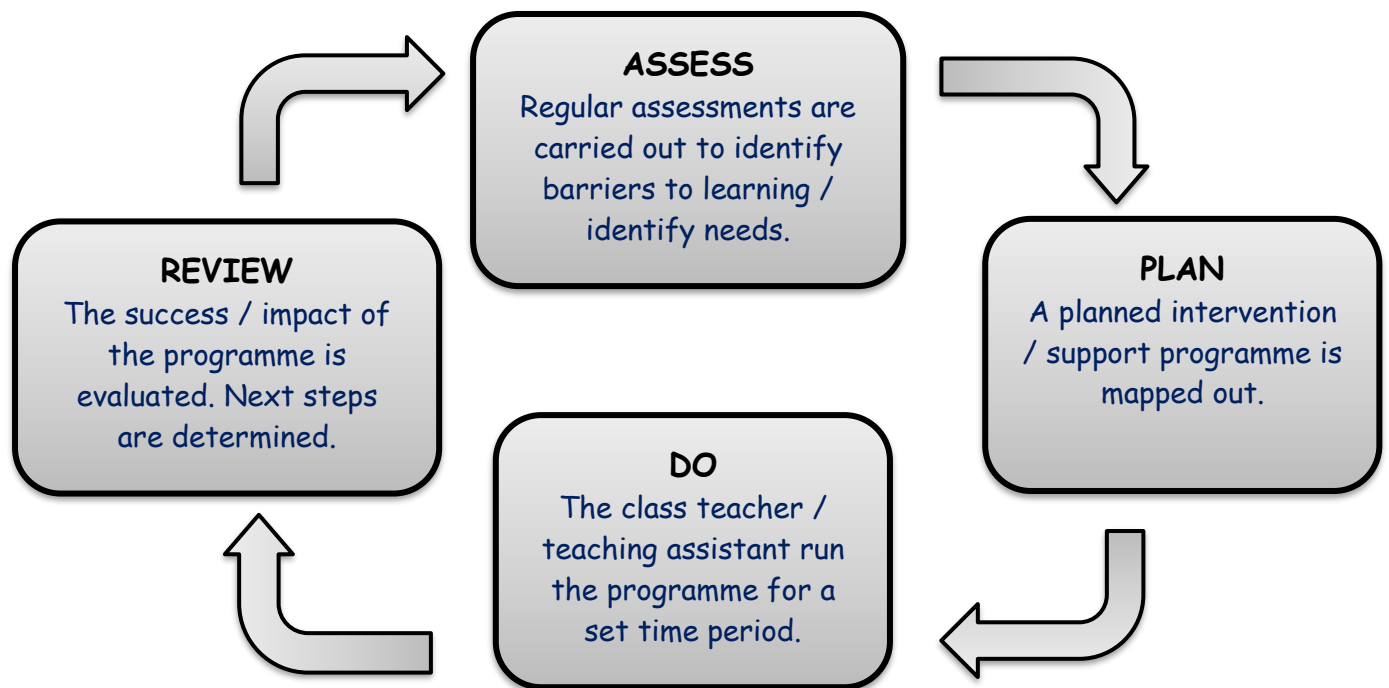 ASSESS
Regular assessments are
carried out to identify
barriers to learning /
identify needs.
PLAN
A planned intervention
/ support programme is
mapped out.
DO
The class teacher /
teaching assistant run
the programme for a
set time period.
REVIEW
The success / impact of
the programme is
evaluated. Next steps
are determined.